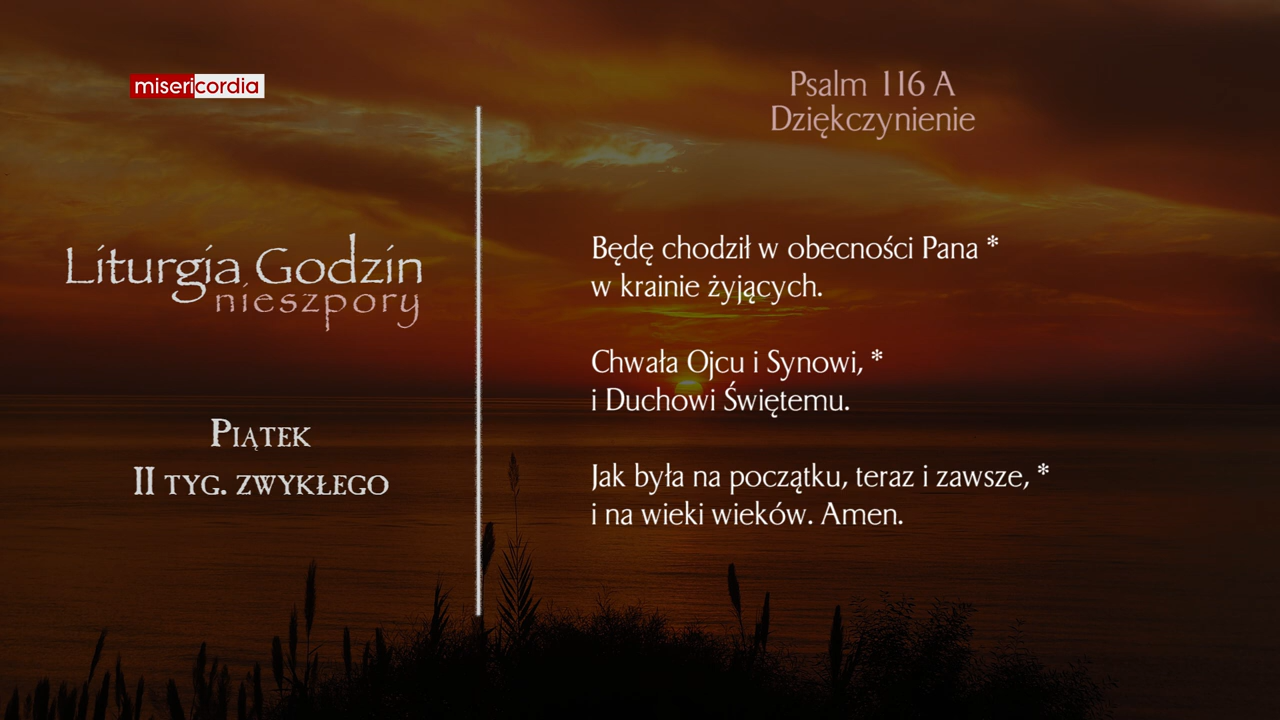 misericordia
Liturgia Godzin
nieszpory
Piątek
II tyg. zwykłego
Psalm 116 A
Dziękczynienie
Będę chodził w obecności Pana *
w krainie żyjących.
Chwała Ojcu i Synowi, *
i Duchowi Świętemu.
Jak była na początku, teraz i zawsze, *
i na wieki wieków. Amen.